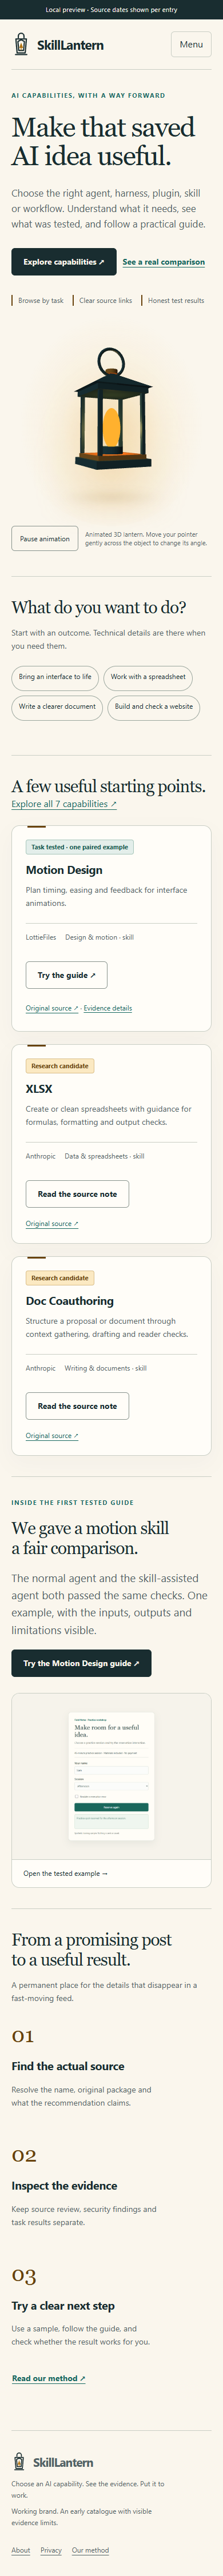 Local preview · Source dates shown per entry
SkillLantern
Menu
AI CAPABILITIES, WITH A WAY FORWARD
Make that saved
AI idea useful.
Choose the right agent, harness, plugin, skill
or workflow. Understand what it needs, see
what was tested, and follow a practical guide.
Explore capabilities ↗
See a real comparison
Browse by task
Clear source links
Honest test results
Pause animation
Animated 3D lantern. Move your pointer
gently across the object to change its angle.
What do you want to do?
Start with an outcome. Technical details are there when
you need them.
Bring an interface to life
Work with a spreadsheet
Write a clearer document
Build and check a website
A few useful starting points.
Explore all 7 capabilities ↗
Task tested · one paired example
Motion Design
Plan timing, easing and feedback for interface
animations.
LottieFiles Design & motion · skill
Try the guide ↗
Original source ↗ · Evidence details
Research candidate
XLSX
Create or clean spreadsheets with guidance for
formulas, formatting and output checks.
Anthropic Data & spreadsheets · skill
Read the source note
Original source ↗
Research candidate
Doc Coauthoring
Structure a proposal or document through
context gathering, drafting and reader checks.
Anthropic Writing & documents · skill
Read the source note
Original source ↗
INSIDE THE FIRST TESTED GUIDE
We gave a motion skill
a fair comparison.
The normal agent and the skill-assisted
agent both passed the same checks. One
example, with the inputs, outputs and
limitations visible.
Try the Motion Design guide ↗
Make room for a useful
idea.
Open the tested example →
From a promising post
to a useful result.
A permanent place for the details that disappear in a
fast-moving feed.
01
Find the actual source
Resolve the name, original package and
what the recommendation claims.
02
Inspect the evidence
Keep source review, security findings and
task results separate.
03
Try a clear next step
Use a sample, follow the guide, and
check whether the result works for you.
Read our method ↗
SkillLantern
Choose an AI capability. See the evidence. Put it to
work.
Working brand. An early catalogue with visible
evidence limits.
About
Privacy
Our method